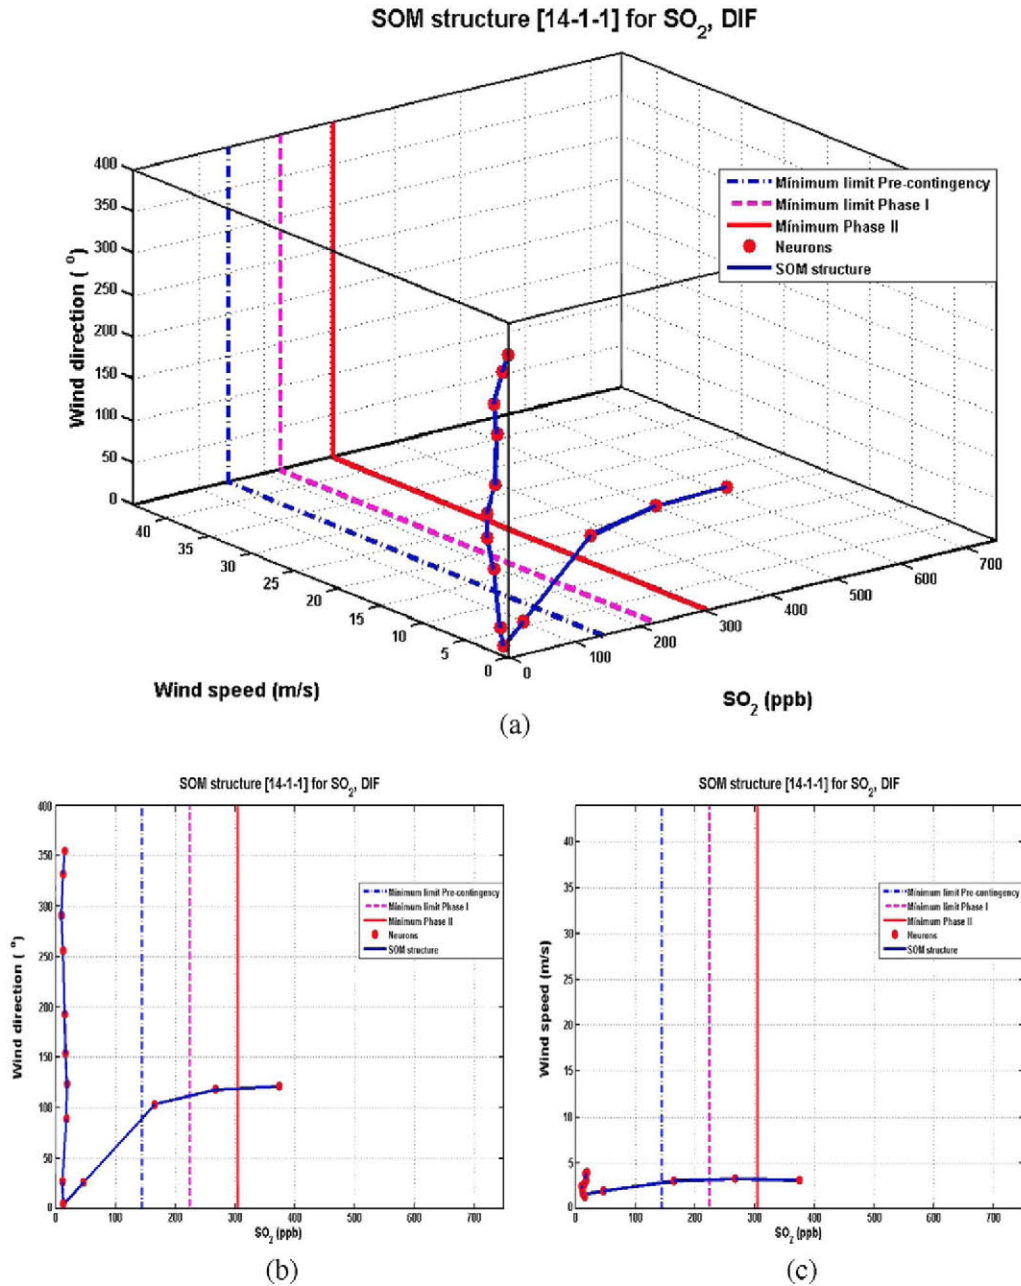 SOM structure [14-1-1] for SO2, DIF
400
350
300
250
200
150
100
50
0
Wind direction ( °)
Mínimum limit Pre-contingency
Mínimum limit Phase I
Mínimum Phase II
Neurons
SOM structure
40
35
30
25
20
15
10
5
0
Wind speed (m/s)
0
100
200
300
400
500
600
700
SO2 (ppb)
(a)
SOM structure [14-1-1] for SO2, DIF
400
350
300
250
200
150
100
50
0
Wind direction ( °)
Mínimum limit Pre-contingency
Mínimum limit Phase I
Mínimum Phase II
Neurons
SOM structure
0 100 200 300 400 500 600 700
SO2 (ppb)
(b)
SOM structure [14-1-1] for SO2, DIF
40
35
30
25
20
15
10
5
0
Wind speed (m/s)
Mínimum limit Pre-contingency
Mínimum limit Phase I
Mínimum Phase II
Neurons
SOM structure
0 100 200 300 400 500 600 700
SO2 (ppb)
(c)